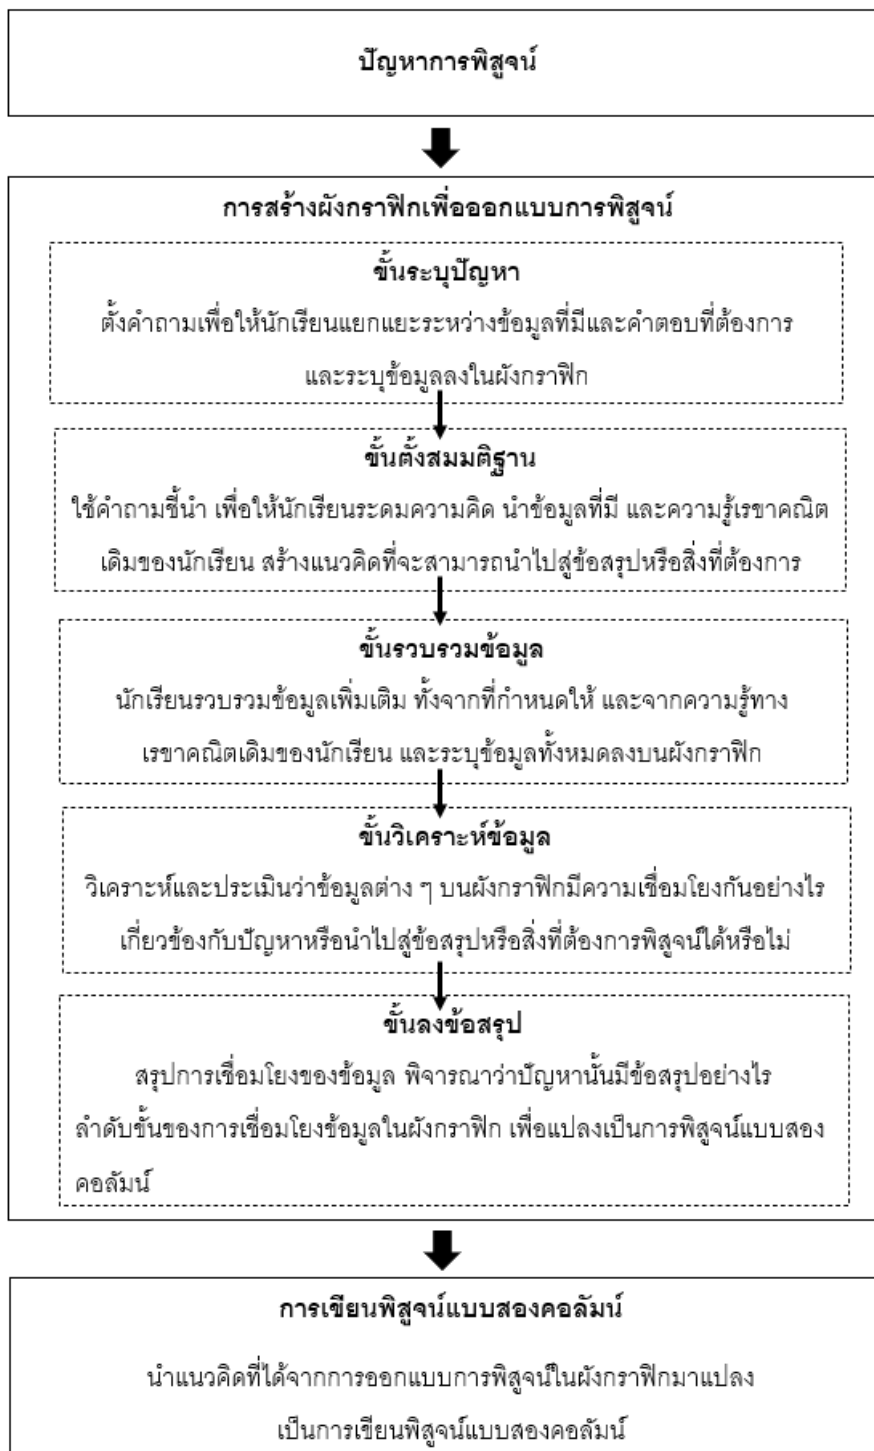 ปัญหาการพิสูจน์
การสร้างผังกราฟิกเพื่อออกแบบการพิสูจน์
ขั้นระบุปัญหา
ตั้งคำถามเพื่อให้นักเรียนแยกแยะระหว่างข้อมูลที่มีและคำตอบที่ต้องการ
และระบุข้อมูลลงในผังกราฟิก
ขั้นตั้งสมมติฐาน
ใช้คำถามชี้นำ เพื่อให้นักเรียนระดมความคิด นำข้อมูลที่มี และความรู้เรขาคณิต
เดิมของนักเรียน สร้างแนวคิดที่จะสามารถนำไปสู่ข้อสรุปหรือสิ่งที่ต้องการ
ขั้นรวบรวมข้อมูล
นักเรียนรวบรวมข้อมูลเพิ่มเติม ทั้งจากที่กำหนดให้ และจากความรู้ทาง
เรขาคณิตเดิมของนักเรียน และระบุข้อมูลทั้งหมดลงบนผังกราฟิก
ขั้นวิเคราะห์ข้อมูล
วิเคราะห์และประเมินว่าข้อมูลต่าง ๆ บนผังกราฟิกมีความเชื่อมโยงกันอย่างไร
เกี่ยวข้องกับปัญหาหรือนำไปสู่ข้อสรุปหรือสิ่งที่ต้องการพิสูจน์ได้หรือไม่
ขั้นลงข้อสรุป
สรุปการเชื่อมโยงของข้อมูล พิจารณาว่าปัญหานั้นมีข้อสรุปอย่างไร
ลำดับขั้นของการเชื่อมโยงข้อมูลในผังกราฟิก เพื่อแปลงเป็นการพิสูจน์แบบสอง
คอลัมน์
การเขียนพิสูจน์แบบสองคอลัมน์
นำแนวคิดที่ได้จากการออกแบบการพิสูจน์ในผังกราฟิกมาแปลง
เป็นการเขียนพิสูจน์แบบสองคอลัมน์